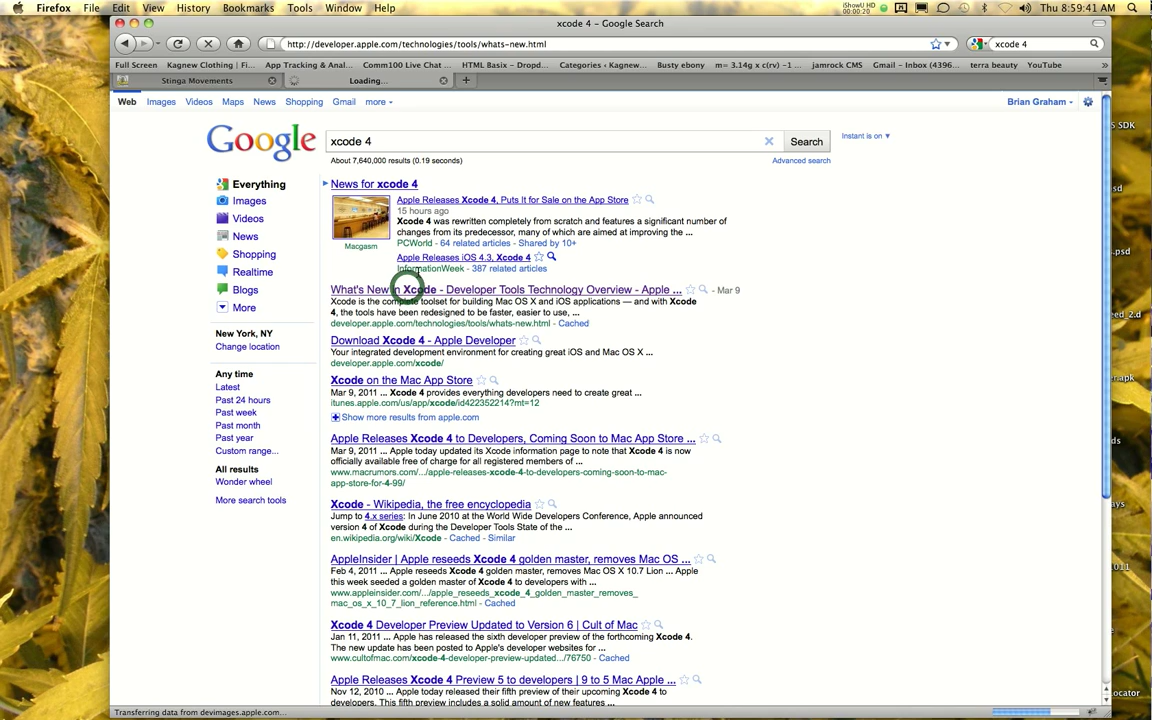 Firefox File Edit View History Bookmarks Tools Window Help iShowU HD 00:00:20 Thu 8:59:41 AM
xcode 4 - Google Search
http://developer.apple.com/technologies/tools/whats-new.html xcode 4
Full Screen Kagnew Clothing | Fi... App Tracking & Anal... Comm100 Live Chat ... HTML Basics - Dropd... Categories ‹ Kagnew... Busty ebony m= 3.14g x c(rv) -1 ... jamrock CMS Gmail - Inbox (4396... terra beauty YouTube »
Stinga Movements Loading... +
Web Images Videos Maps News Shopping Gmail more Brian Graham
Google xcode 4 Search Instant is on
About 7,640,000 results (0.19 seconds) Advanced search
Everything
Images
Videos
News
Shopping
Realtime
Blogs
More
New York, NY
Change location
Any time
Latest
Past 24 hours
Past week
Past month
Past year
Custom range...
All results
Wonder wheel
More search tools
News for xcode 4
Apple Releases Xcode 4, Puts It for Sale on the App Store
15 hours ago
Xcode 4 was rewritten completely from scratch and features a significant number of
changes from its predecessor, many of which are aimed at improving the ...
PCWorld - 64 related articles - Shared by 10+
Macgasm
Apple Releases iOS 4.3, Xcode 4
InformationWeek - 387 related articles
What's New in Xcode - Developer Tools Technology Overview - Apple ... - Mar 9
Xcode is the complete toolset for building Mac OS X and iOS applications — and with Xcode
4, the tools have been redesigned to be faster, easier to use, ...
developer.apple.com/technologies/tools/whats-new.html - Cached
Download Xcode 4 - Apple Developer
Your integrated development environment for creating great iOS and Mac OS X ...
developer.apple.com/xcode/
Xcode on the Mac App Store
Mar 9, 2011 ... Xcode 4 provides everything developers need to create great ...
itunes.apple.com/us/app/xcode/id422352214?mt=12
Show more results from apple.com
Apple Releases Xcode 4 to Developers, Coming Soon to Mac App Store ...
Mar 9, 2011 ... Apple today updated its Xcode information page to note that Xcode 4 is now
officially available free of charge for all registered members of ...
www.macrumors.com/.../apple-releases-xcode-4-to-developers-coming-soon-to-mac-
app-store-for-4-99/
Xcode - Wikipedia, the free encyclopedia
Jump to 4.x series: In June 2010 at the World Wide Developers Conference, Apple announced
version 4 of Xcode during the Developer Tools State of the ...
en.wikipedia.org/wiki/Xcode - Cached - Similar
AppleInsider | Apple reseeds Xcode 4 golden master, removes Mac OS ...
Feb 4, 2011 ... Apple reseeds Xcode 4 golden master, removes Mac OS X 10.7 Lion ... Apple
this week seeded a golden master of Xcode 4 to developers with ...
www.appleinsider.com/.../apple_reseeds_xcode_4_golden_master_removes_
mac_os_x_10_7_lion_reference.html - Cached
Xcode 4 Developer Preview Updated to Version 6 | Cult of Mac
Jan 11, 2011 ... Apple has released the sixth developer preview of the forthcoming Xcode 4.
The new update has been posted to Apple's developer websites for ...
www.cultofmac.com/xcode-4-developer-preview-updated.../76750 - Cached
Apple Releases Xcode 4 Preview 5 to developers | 9 to 5 Mac Apple ...
Nov 12, 2010 ... Apple today released their fifth preview of their upcoming Xcode 4 to
developers. This fifth preview includes a solid amount of new features ...
Transferring data from devimages.apple.com...
S SDK
sd
.psd
eed_2.d
apk
ds
ays
011
ocator